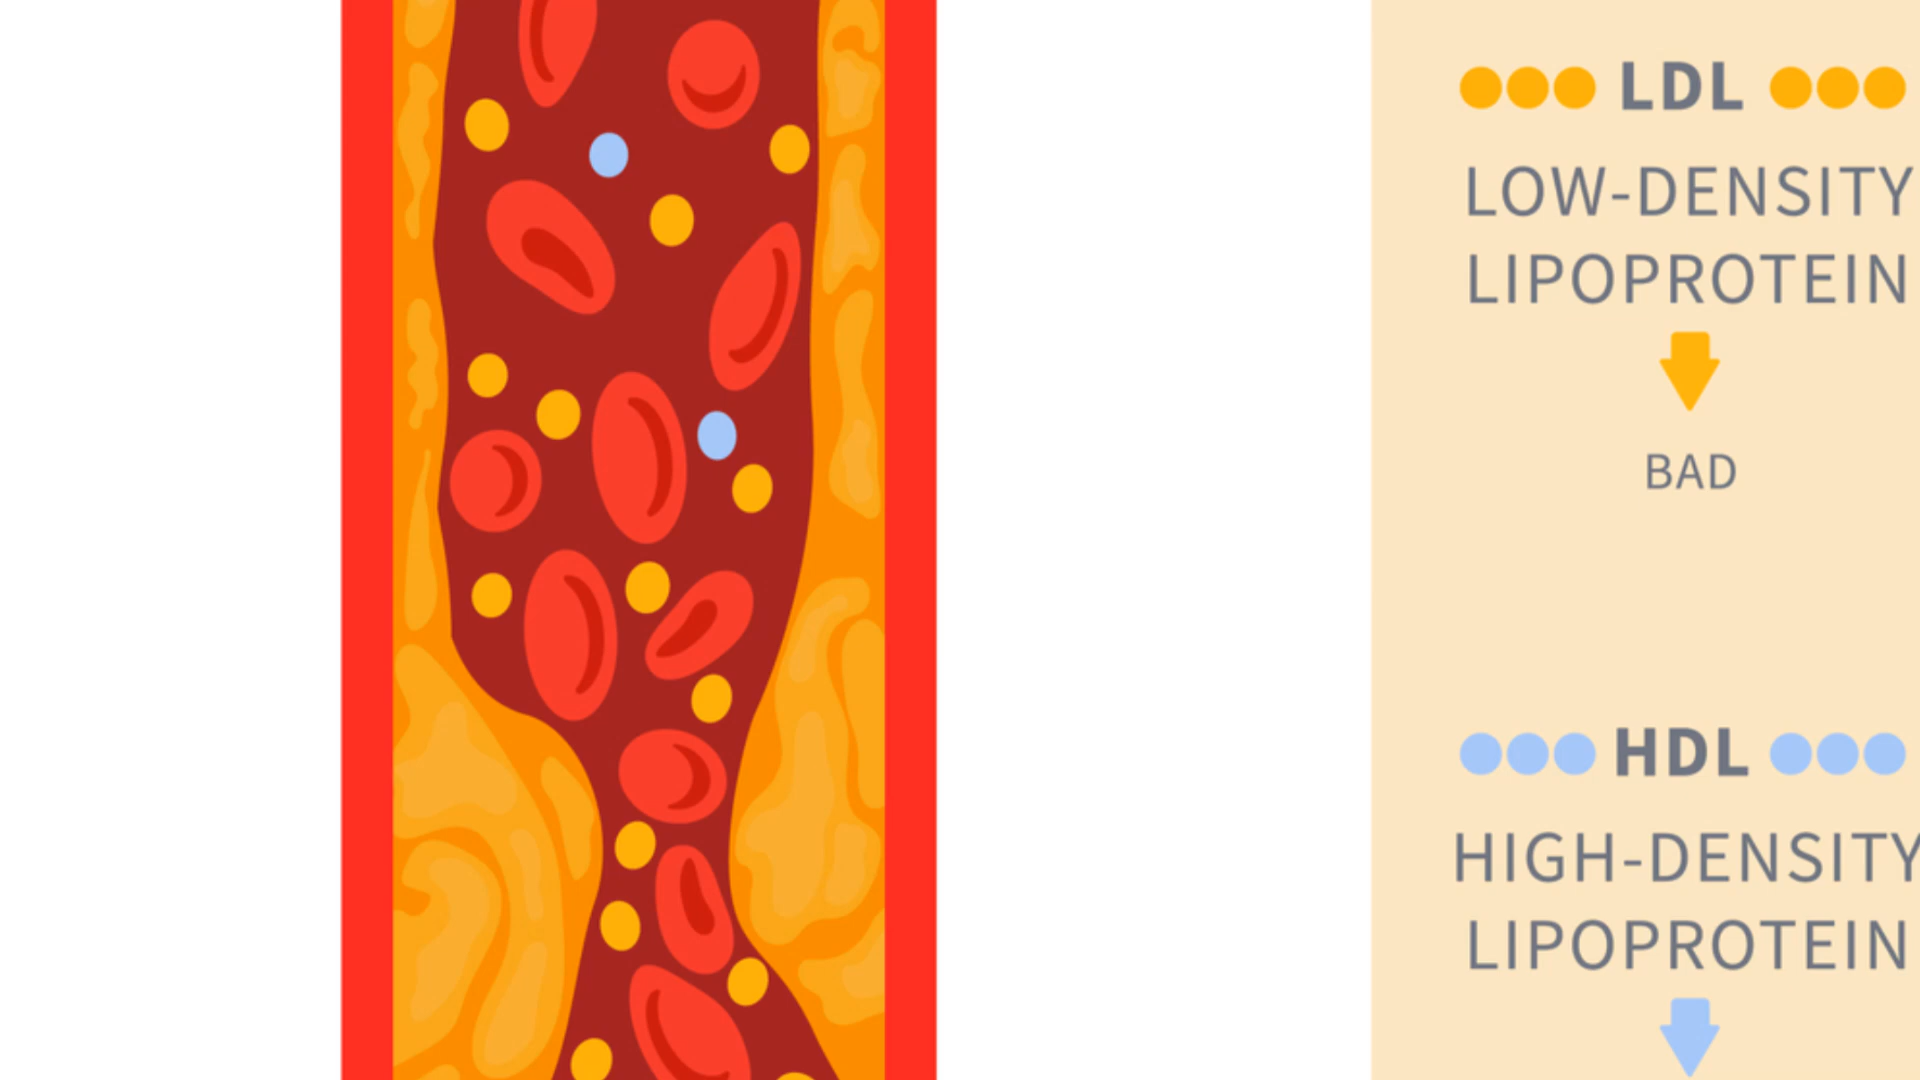 LDL
LOW-DENSITY
LIPOPROTEIN
BAD
HDL
HIGH-DENSITY
LIPOPROTEIN